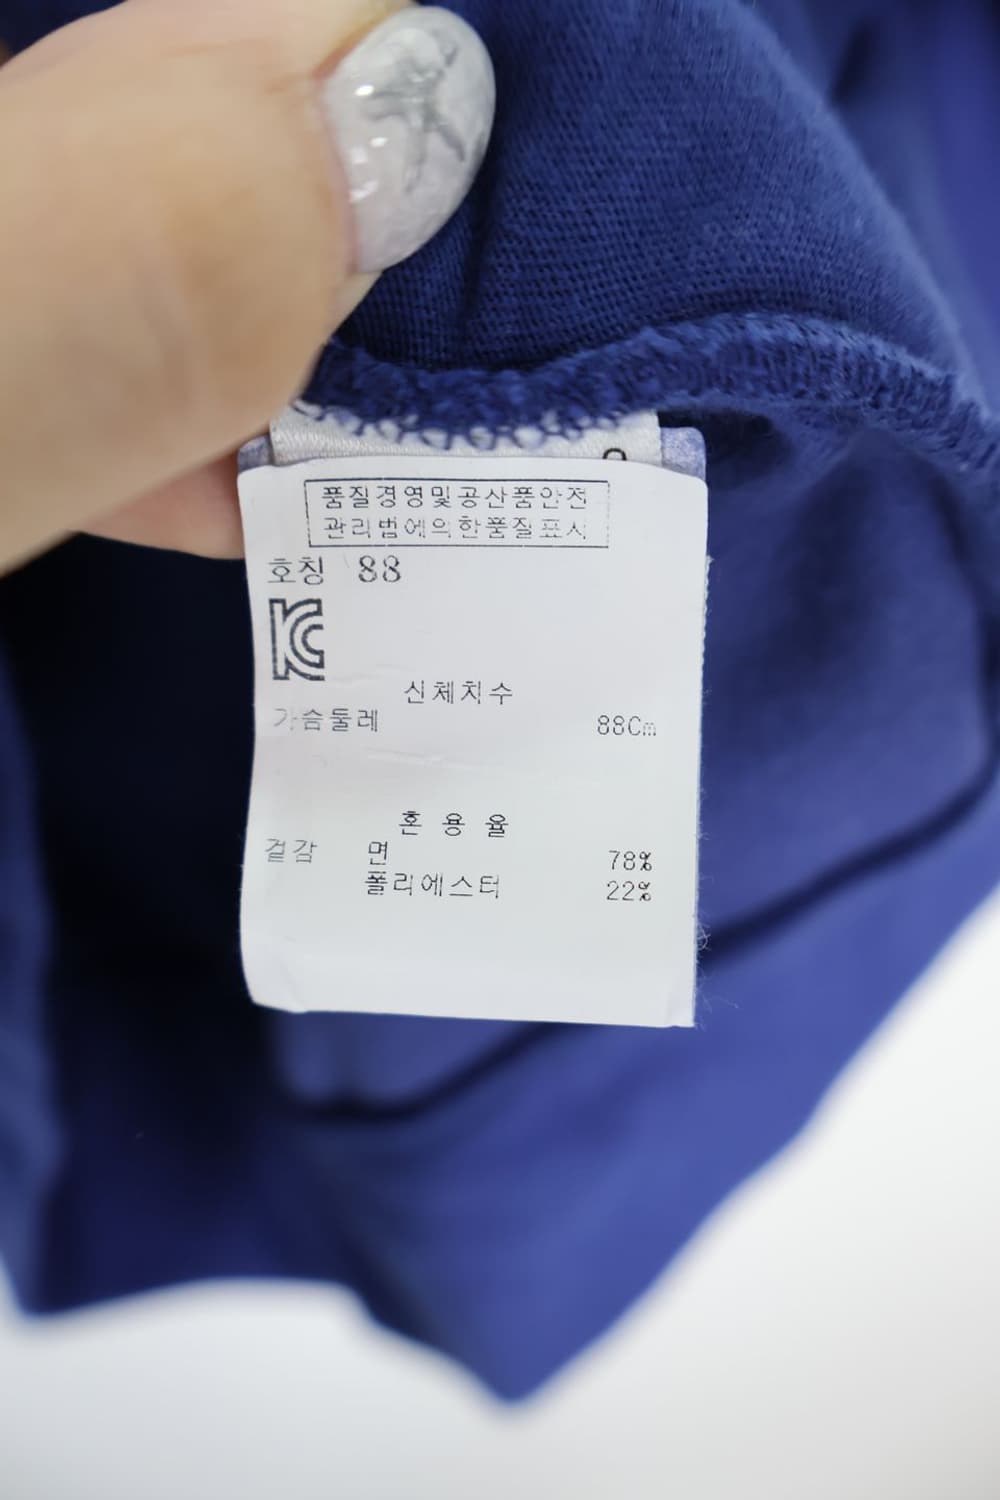 품질경영및공산품안전
관리법에의한품질표시
호칭 88
신체치수
가슴둘레 88Cm
혼용율
겉감 면 78%
폴리에스터 22%